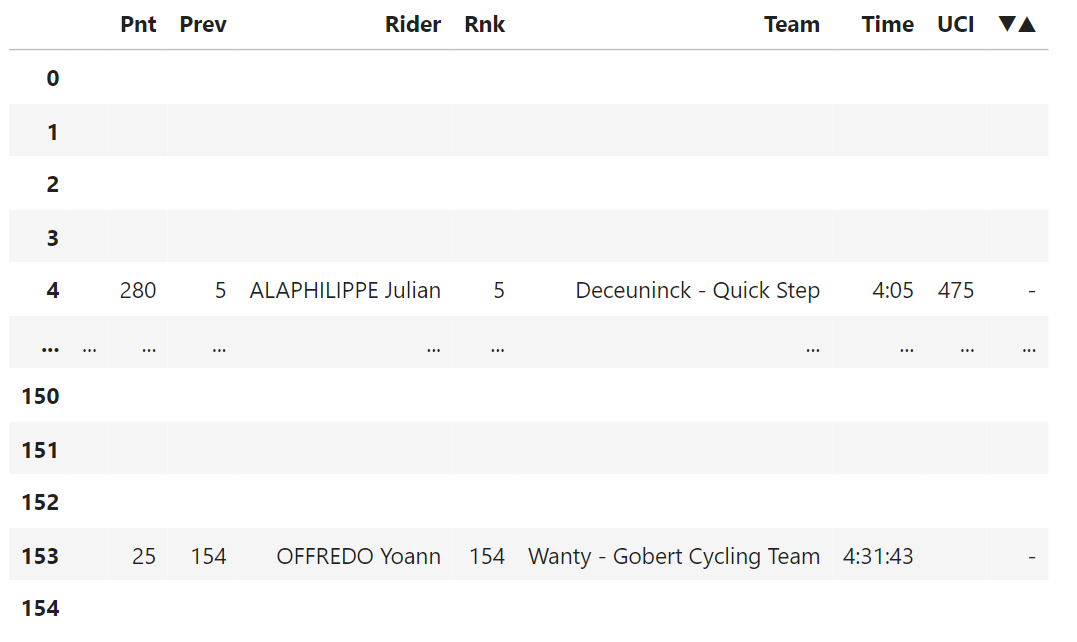 Pnt Prev Rider Rnk Team Time UCI ▼▲
0
1
2
3
4 280 5 ALAPHILIPPE Julian 5 Deceuninck - Quick Step 4:05 475 -
... ... ... ... ... ... ... ... ... ...
150
151
152
153 25 154 OFFREDO Yoann 154 Wanty - Gobert Cycling Team 4:31:43 -
154